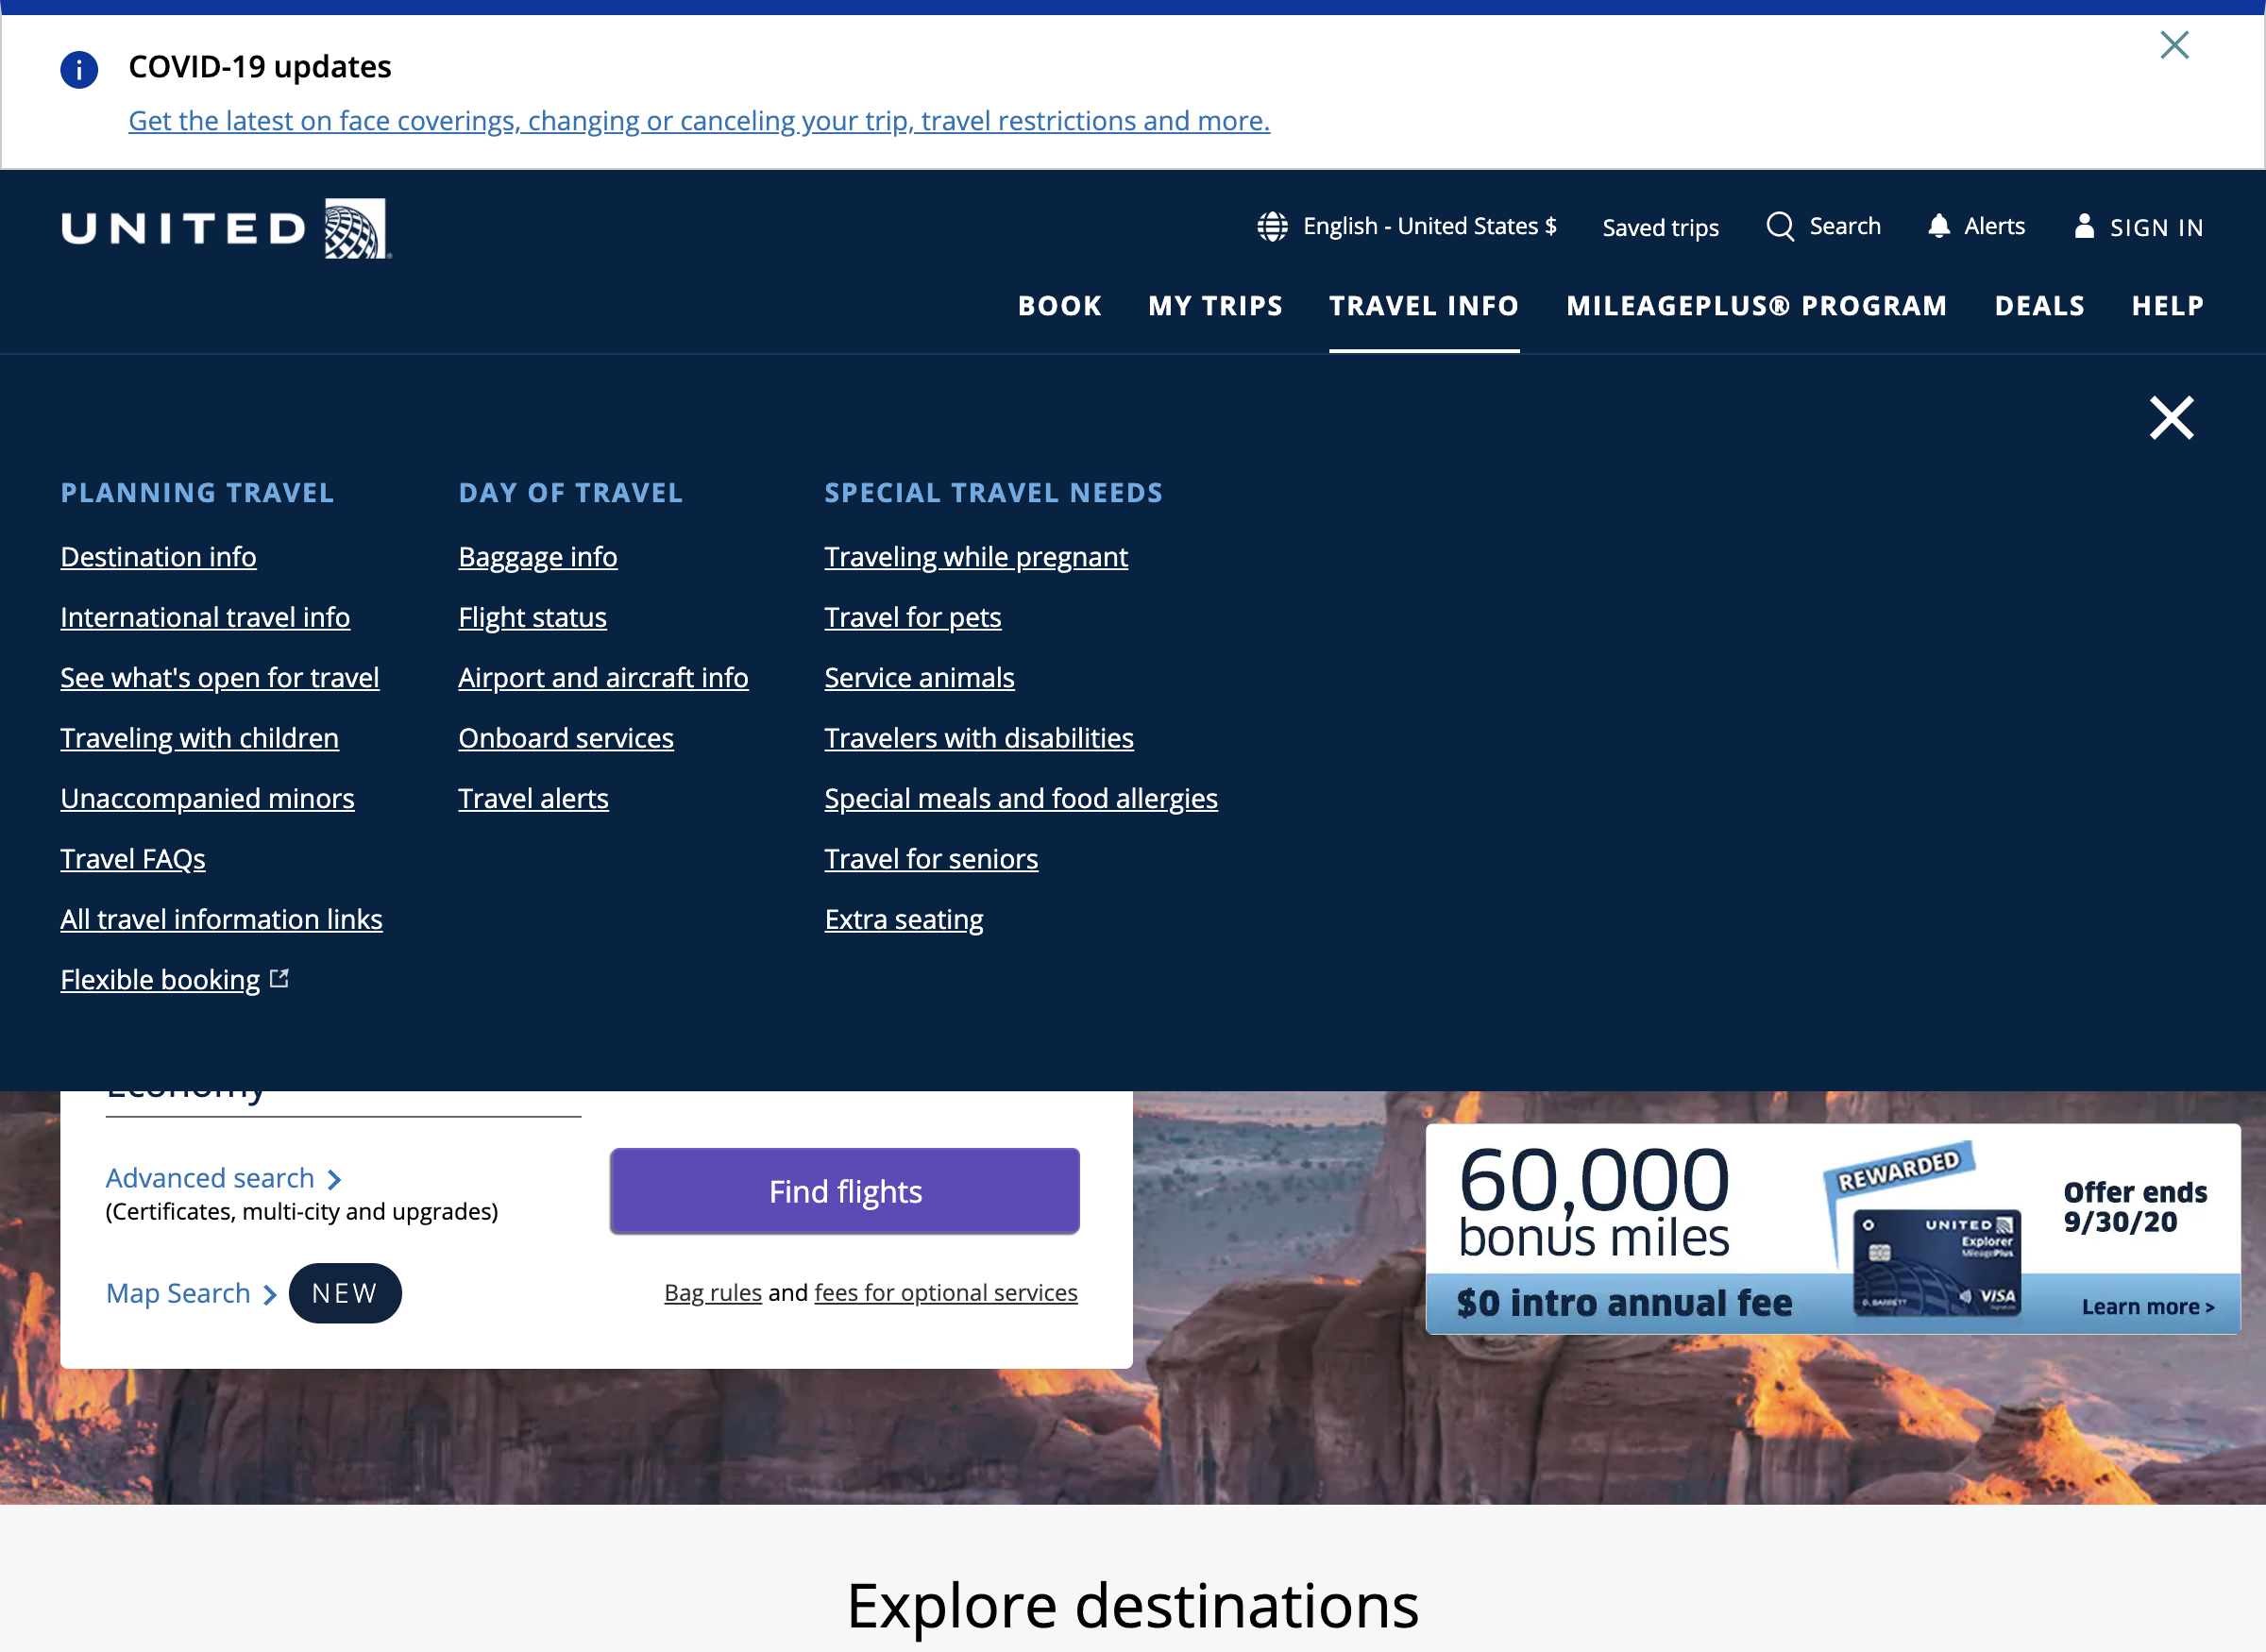 COVID-19 updates
Get the latest on face coverings, changing or canceling your trip, travel restrictions and more.
UNITED
English - United States $ Saved trips Search Alerts SIGN IN
BOOK MY TRIPS TRAVEL INFO MILEAGEPLUS® PROGRAM DEALS HELP
PLANNING TRAVEL
Destination info
International travel info
See what's open for travel
Traveling with children
Unaccompanied minors
Travel FAQs
All travel information links
Flexible booking
DAY OF TRAVEL
Baggage info
Flight status
Airport and aircraft info
Onboard services
Travel alerts
SPECIAL TRAVEL NEEDS
Traveling while pregnant
Travel for pets
Service animals
Travelers with disabilities
Special meals and food allergies
Travel for seniors
Extra seating
Economy
Advanced search
(Certificates, multi-city and upgrades)
Find flights
Map Search NEW
Bag rules and fees for optional services
60,000
bonus miles
$0 intro annual fee
REWARDED
UNITED
Explorer
MileagePlus
VISA
Offer ends
9/30/20
Learn more >
Explore destinations